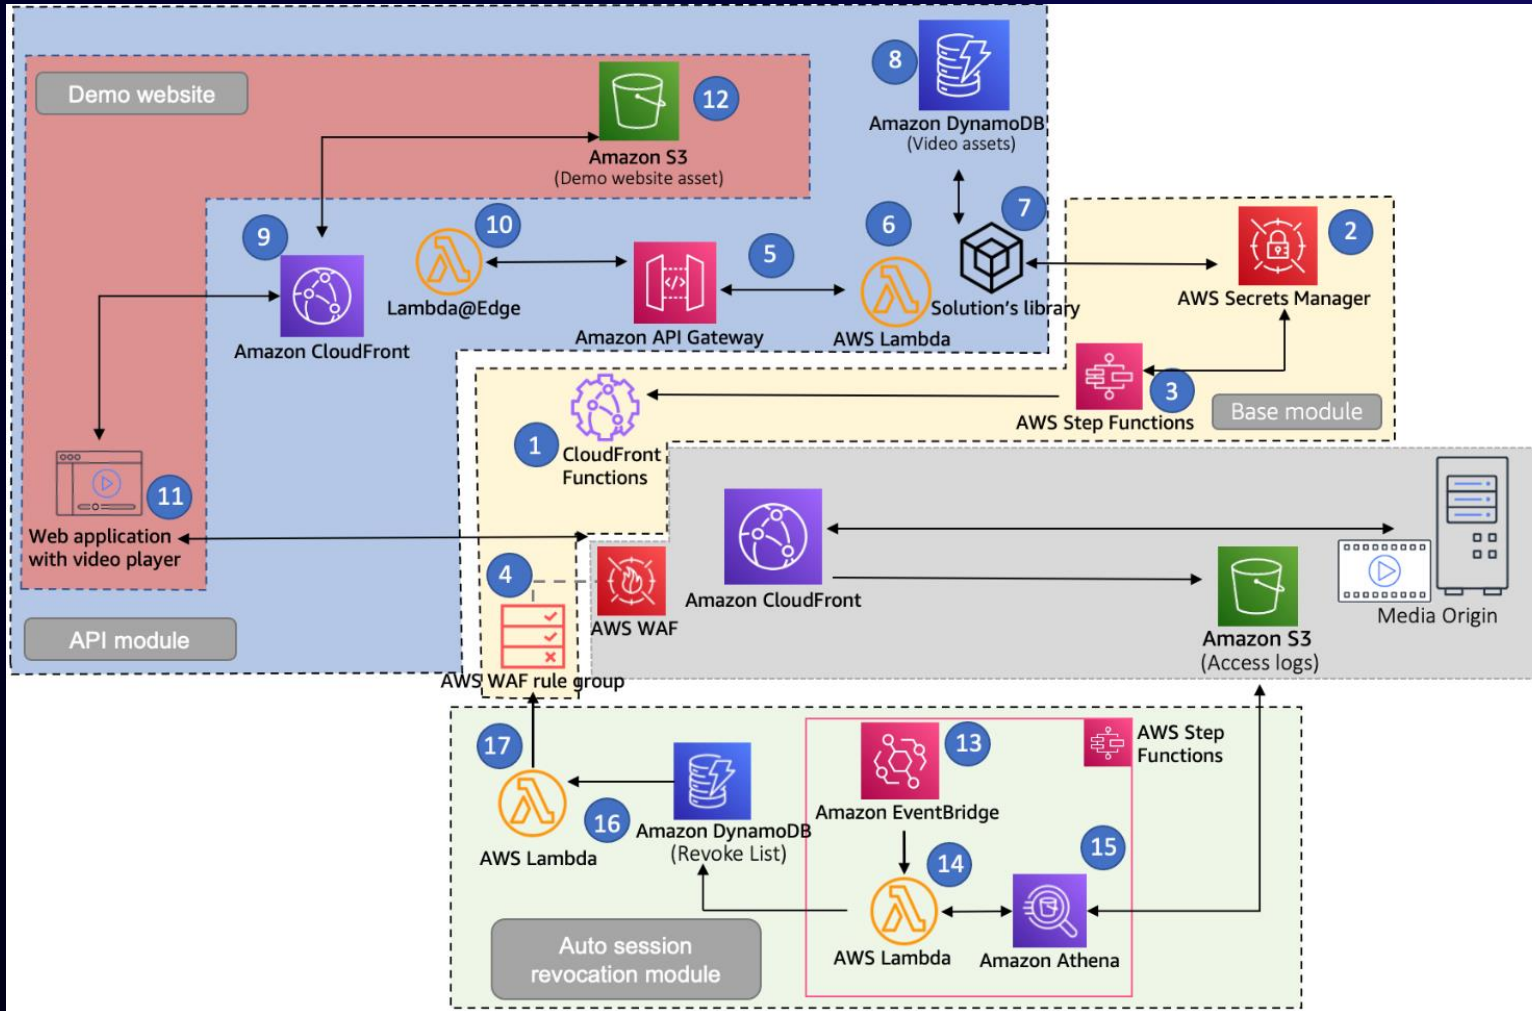 Demo website
12
Amazon S3
(Demo website asset)
8
Amazon DynamoDB
(Video assets)
9
Amazon CloudFront
10
Lambda@Edge
5
Amazon API Gateway
6
AWS Lambda
7
Solution's library
2
AWS Secrets Manager
3
AWS Step Functions
Base module
1
CloudFront
Functions
11
Web application
with video player
API module
4
AWS WAF rule group
AWS WAF
Amazon CloudFront
Amazon S3
(Access logs)
Media Origin
17
AWS Lambda
16
Amazon DynamoDB
(Revoke List)
13
Amazon EventBridge
AWS Step
Functions
14
AWS Lambda
15
Amazon Athena
Auto session
revocation module